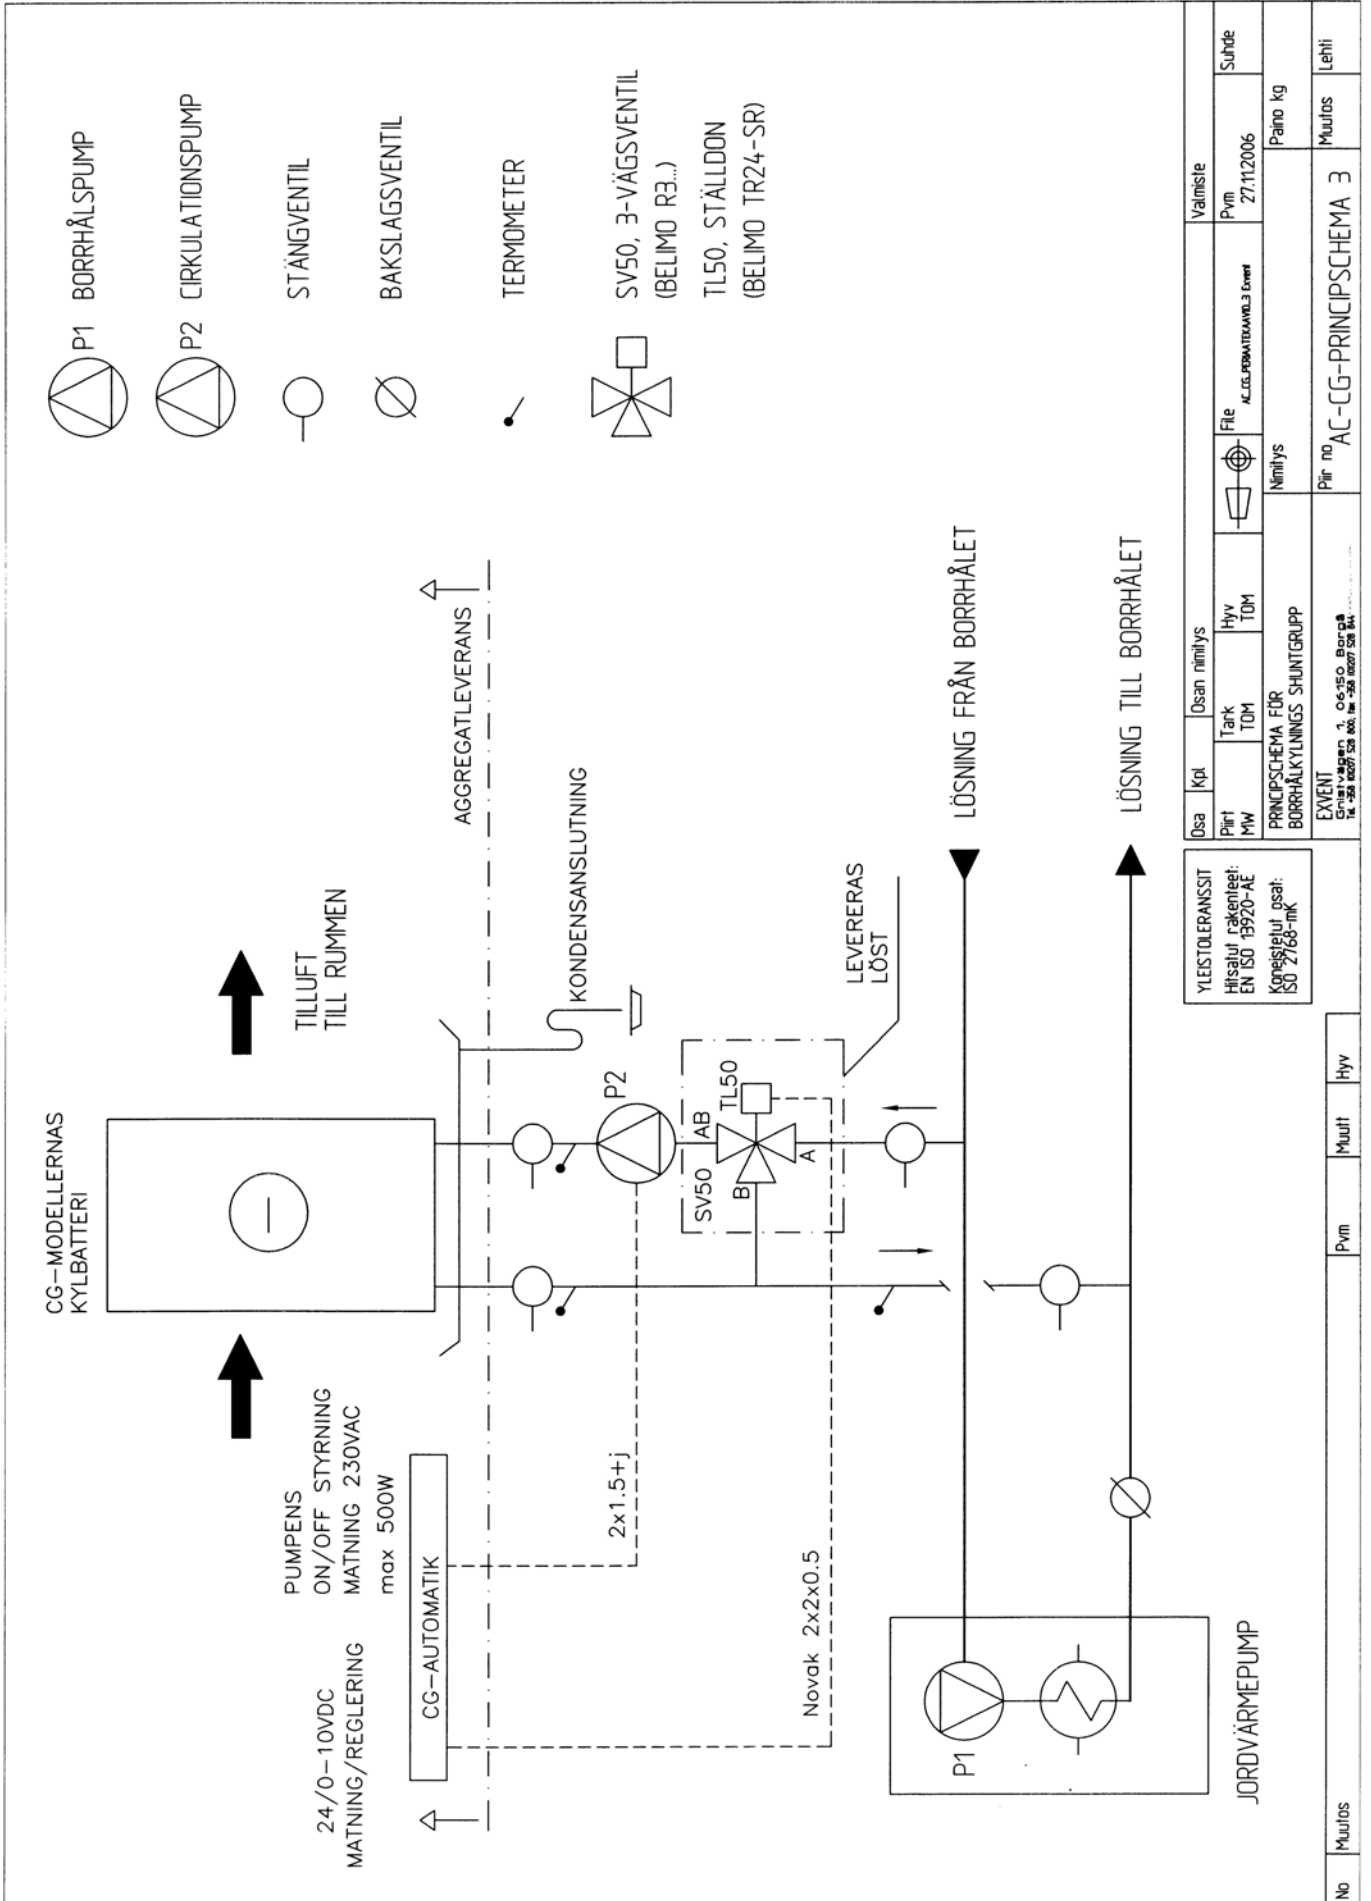 CG-MODELLERNAS
KYLBATTERI
TILLUFT
TILL RUMMEN
PUMPENS
ON/OFF STYRNING
MATNING 230VAC
max 500W
24/0-10VDC
MATNING/REGLERING
CG-AUTOMATIK
AGGREGATLEVERANS
KONDENSANSLUTNING
2x1.5+j
P2
AB
TL50
SV50
B
A
Novak 2x2x0.5
LEVERERAS
LÖST
LÖSNING FRÅN BORRHÅLET
LÖSNING TILL BORRHÅLET
P1
JORDVÄRMEPUMP
P1 BORRHÅLSPUMP
P2 CIRKULATIONSPUMP
STÄNGVENTIL
BAKSLAGSVENTIL
TERMOMETER
SV50, 3-VÄGSVENTIL
(BELIMO R3...)
TL50, STÄLLDON
(BELIMO TR24-SR)
YLEISTOLERANSSIT
Hitsatut rakenteet:
EN ISO 13920-AE
Koneistetut osat:
ISO 2768-mK
Osa Kpl Osan nimitys Valmiste
Piirt Tark Hyv File Pvm Suhde
MW TOM TOM 27.11.2006
PRINCIPSCHEMA FÖR
BORRHÅLKYLNINGS SHUNTGRUPP
Nimitys Paino kg
EXVENT
Gnistvägen 1, 06150 Borgå
Piir no AC-CG-PRINCIPSCHEMA 3 Muutos Lehti
No Muutos Pvm Muutt Hyv